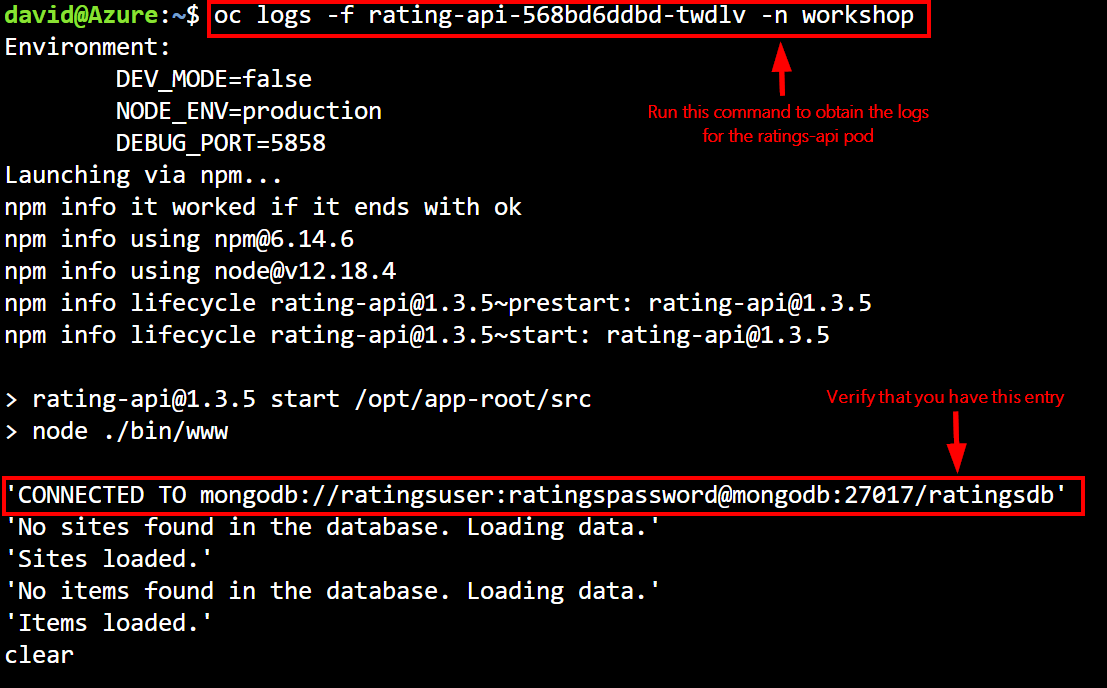 david@Azure:~$ oc logs -f rating-api-568bd6ddbd-twdlv -n workshop
Environment:
DEV_MODE=false
NODE_ENV=production
DEBUG_PORT=5858
Run this command to obtain the logs
for the ratings-api pod
Launching via npm...
npm info it worked if it ends with ok
npm info using npm@6.14.6
npm info using node@v12.18.4
npm info lifecycle rating-api@1.3.5~prestart: rating-api@1.3.5
npm info lifecycle rating-api@1.3.5~start: rating-api@1.3.5
> rating-api@1.3.5 start /opt/app-root/src
> node ./bin/www
Verify that you have this entry
'CONNECTED TO mongodb://ratingsuser:ratingspassword@mongodb:27017/ratingsdb'
'No sites found in the database. Loading data.'
'Sites loaded.'
'No items found in the database. Loading data.'
'Items loaded.'
clear